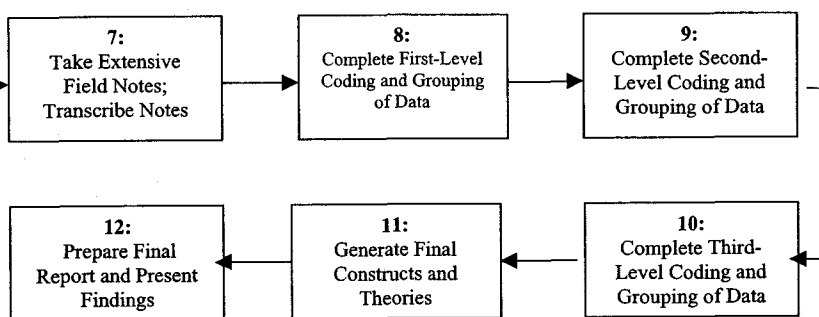 7:
Take Extensive
Field Notes;
Transcribe Notes
8:
Complete First-Level
Coding and Grouping
of Data
9:
Complete Second-
Level Coding and
Grouping of Data
12:
Prepare Final
Report and Present
Findings
11:
Generate Final
Constructs and
Theories
10:
Complete Third-
Level Coding and
Grouping of Data